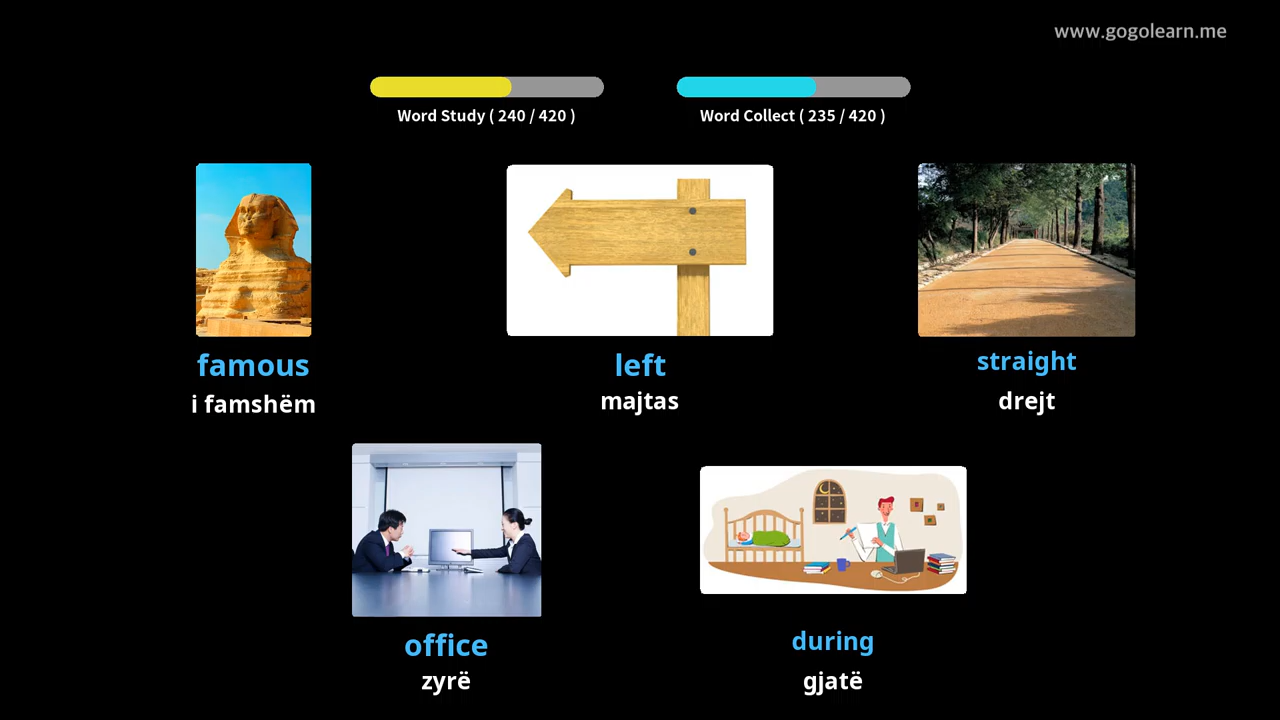 www.gogolearn.me
Word Study ( 240 / 420 )
Word Collect ( 235 / 420 )
famous
i famshëm
left
majtas
straight
drejt
office
zyrë
during
gjatë